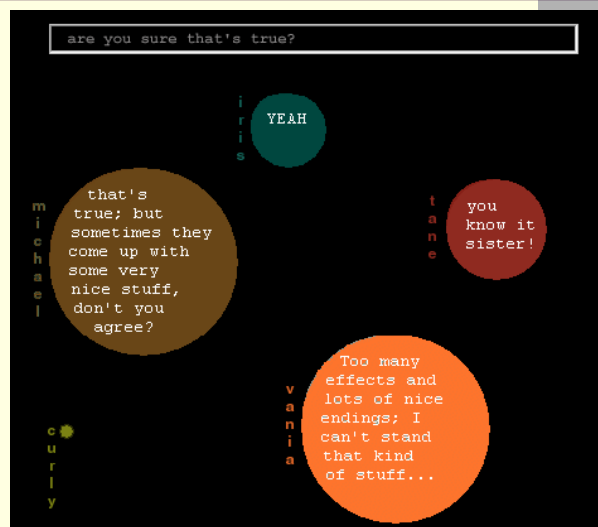 are you sure that's true?
iris
YEAH
michael
that's
true; but
sometimes they
come up with
some very
nice stuff,
don't you
agree?
tane
you
know it
sister!
vania
Too many
effects and
lots of nice
endings; I
can't stand
that kind
of stuff...
curly